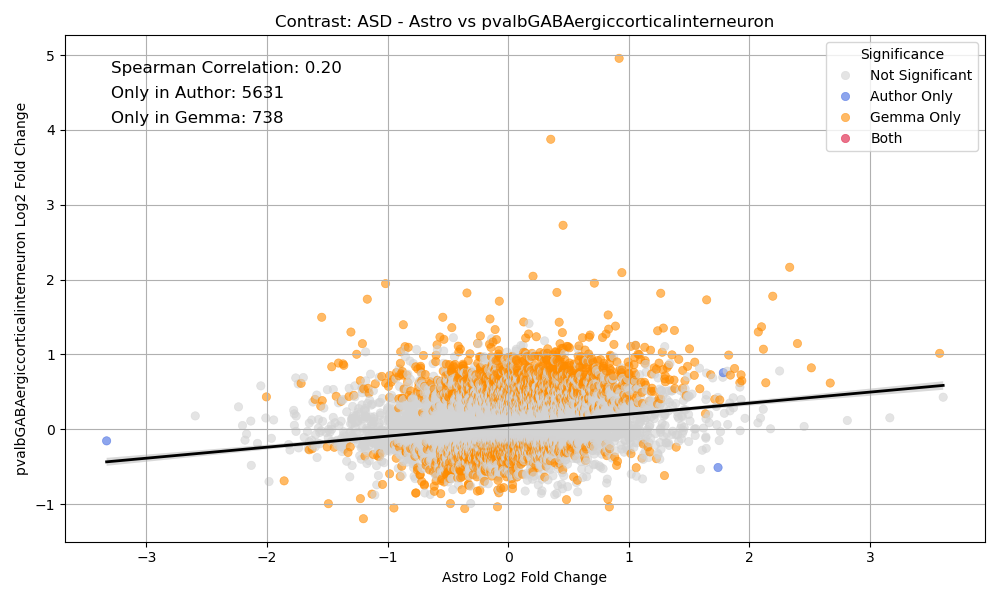 Contrast: ASD - Astro vs pvalbGABAergiccorticalinterneuron
Spearman Correlation: 0.20
Only in Author: 5631
Only in Gemma: 738
Significance
Not Significant
Author Only
Gemma Only
Both
pvalbGABAergiccorticalinterneuron Log2 Fold Change
5
4
3
2
1
0
−1
−3
−2
−1
0
1
2
3
Astro Log2 Fold Change